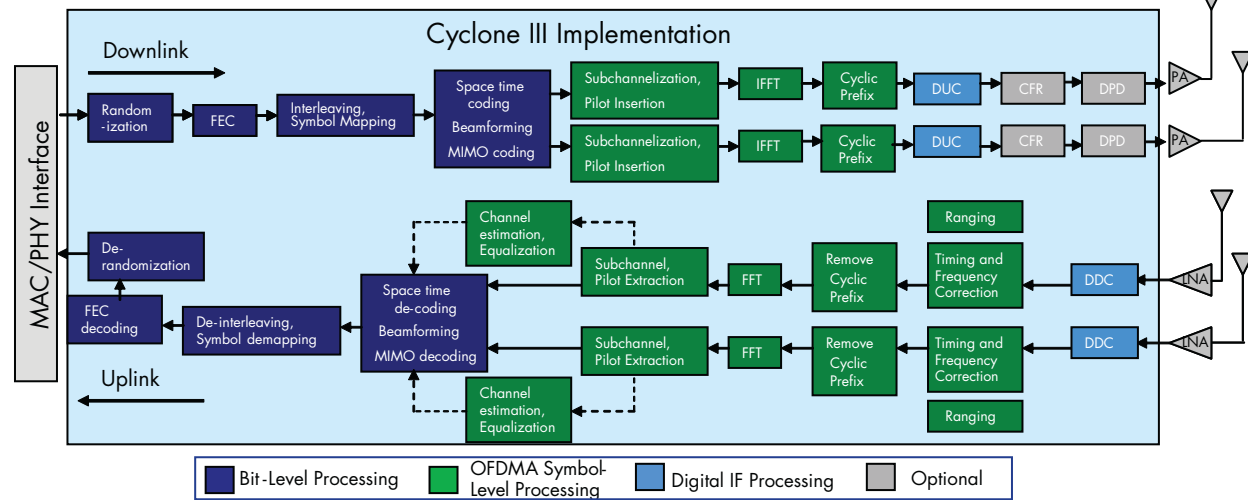 Cyclone III Implementation
Downlink
MAC/PHY Interface
Random
-ization
FEC
Interleaving,
Symbol Mapping
Space time
coding
Beamforming
MIMO coding
Subchannelization,
Pilot Insertion
IFFT
Cyclic
Prefix
DUC
CFR
DPD
PA
Subchannelization,
Pilot Insertion
IFFT
Cyclic
Prefix
DUC
CFR
DPD
PA
De-
randomization
FEC
decoding
De-interleaving,
Symbol demapping
Space time
de-coding
Beamforming
MIMO decoding
Channel
estimation,
Equalization
Subchannel,
Pilot Extraction
FFT
Remove
Cyclic
Prefix
Ranging
Timing and
Frequency
Correction
DDC
LNA
Subchannel,
Pilot Extraction
FFT
Remove
Cyclic
Prefix
Timing and
Frequency
Correction
DDC
LNA
Channel
estimation,
Equalization
Ranging
Uplink
Bit-Level Processing
OFDMA Symbol-
Level Processing
Digital IF Processing
Optional